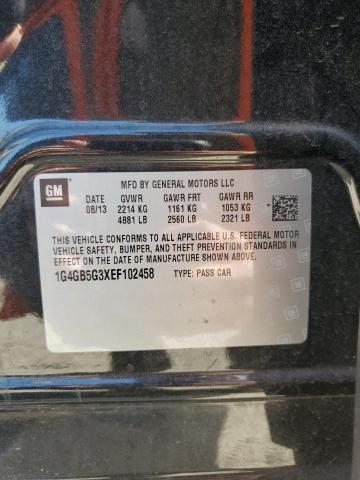 GM
MFD BY GENERAL MOTORS LLC
DATE GVWR GAWR FRT GAWR RR
08/13 2214 KG 1161 KG 1053 KG
4881 LB 2560 LB 2321 LB
THIS VEHICLE CONFORMS TO ALL APPLICABLE U.S. FEDERAL MOTOR
VEHICLE SAFETY, BUMPER, AND THEFT PREVENTION STANDARDS IN
EFFECT ON THE DATE OF MANUFACTURE SHOWN ABOVE.
1G4GB5G3XEF102458 TYPE: PASS CAR